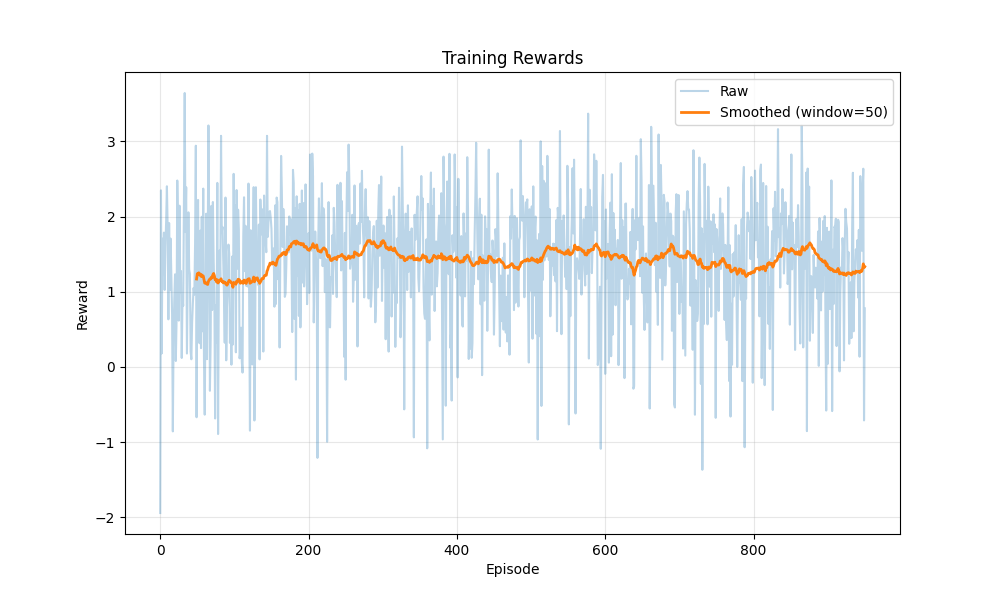 Training Rewards
Raw
Smoothed (window=50)
Reward
3
2
1
0
−1
−2
0 200 400 600 800
Episode